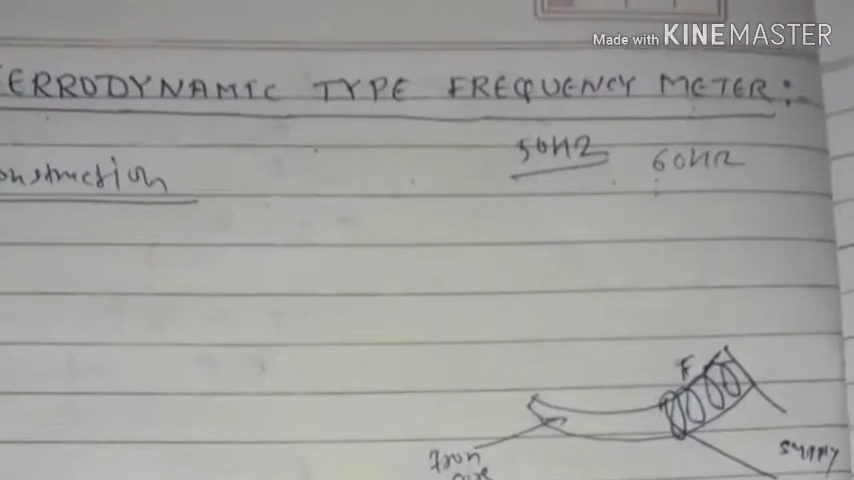 Made with KINEMASTER
ERRODYNAMIC TYPE FREQUENCY METER:-
50HZ 60HZ
onstruction
F
Iron
supply